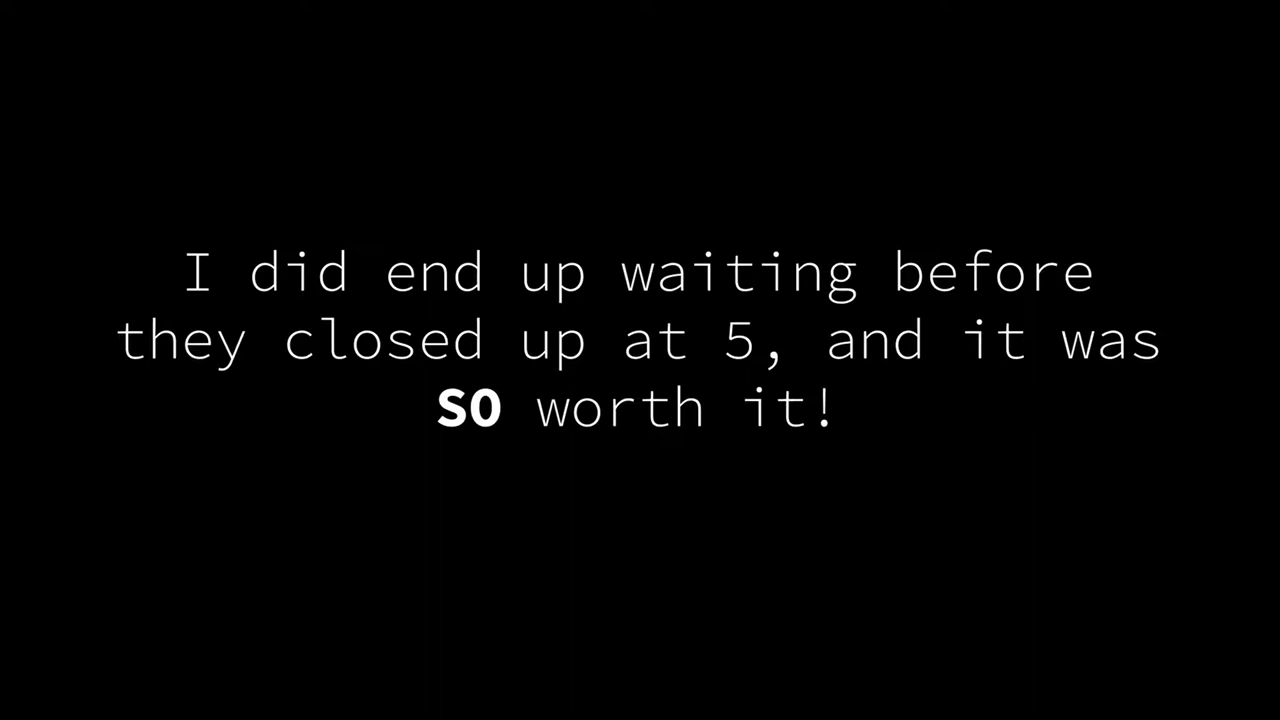 I did end up waiting before
they closed up at 5, and it was
SO worth it!